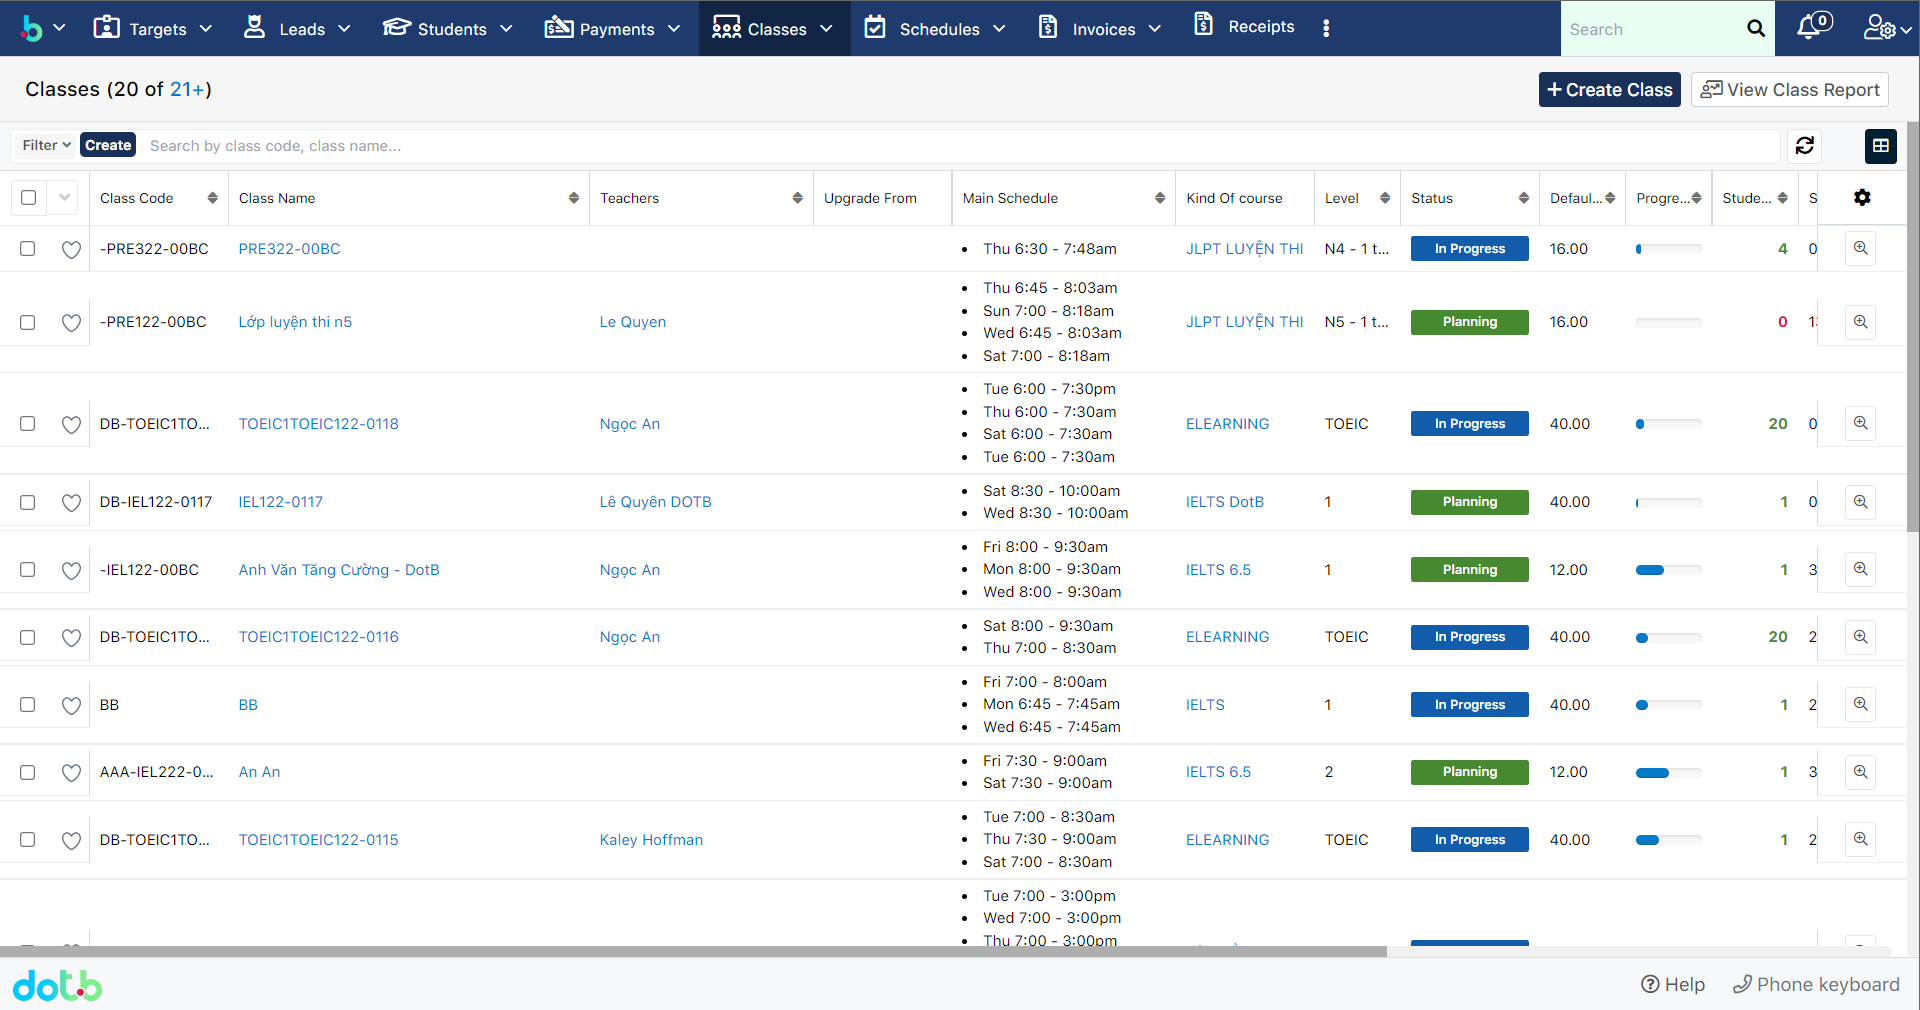 b Targets Leads Students Payments Classes Schedules Invoices Receipts Search 0
Classes (20 of 21+) Create Class View Class Report
Filter Create Search by class code, class name...
Class Code Class Name Teachers Upgrade From Main Schedule Kind Of course Level Status Defaul... Progre... Stude... S
-PRE322-00BC PRE322-00BC Thu 6:30 - 7:48am JLPT LUYỆN THI N4 - 1 t... In Progress 16.00 4 0
Thu 6:45 - 8:03am
Sun 7:00 - 8:18am
-PRE122-00BC Lớp luyện thi n5 Le Quyen JLPT LUYỆN THI N5 - 1 t... Planning 16.00 0
Wed 6:45 - 8:03am
Sat 7:00 - 8:18am
Tue 6:00 - 7:30pm
Thu 6:00 - 7:30am
DB-TOEIC1TO... TOEIC1TOEIC122-0118 Ngọc An ELEARNING TOEIC In Progress 40.00 20 0
Sat 6:00 - 7:30am
Tue 6:00 - 7:30am
Sat 8:30 - 10:00am
DB-IEL122-0117 IEL122-0117 Lê Quyên DOTB IELTS DotB 1 Planning 40.00 1 0
Wed 8:30 - 10:00am
Fri 8:00 - 9:30am
-IEL122-00BC Anh Văn Tăng Cường - DotB Ngọc An Mon 8:00 - 9:30am IELTS 6.5 1 Planning 12.00 1 3
Wed 8:00 - 9:30am
Sat 8:00 - 9:30am
DB-TOEIC1TO... TOEIC1TOEIC122-0116 Ngọc An ELEARNING TOEIC In Progress 40.00 20 2
Thu 7:00 - 8:30am
Fri 7:00 - 8:00am
BB BB Mon 6:45 - 7:45am IELTS 1 In Progress 40.00 1 2
Wed 6:45 - 7:45am
Fri 7:30 - 9:00am
AAA-IEL222-0... An An IELTS 6.5 2 Planning 12.00 1 3
Sat 7:30 - 9:00am
Tue 7:00 - 8:30am
DB-TOEIC1TO... TOEIC1TOEIC122-0115 Kaley Hoffman Thu 7:30 - 9:00am ELEARNING TOEIC In Progress 40.00 1 2
Sat 7:00 - 8:30am
Tue 7:00 - 3:00pm
Wed 7:00 - 3:00pm
Thu 7:00 - 3:00pm
dotb Help Phone keyboard